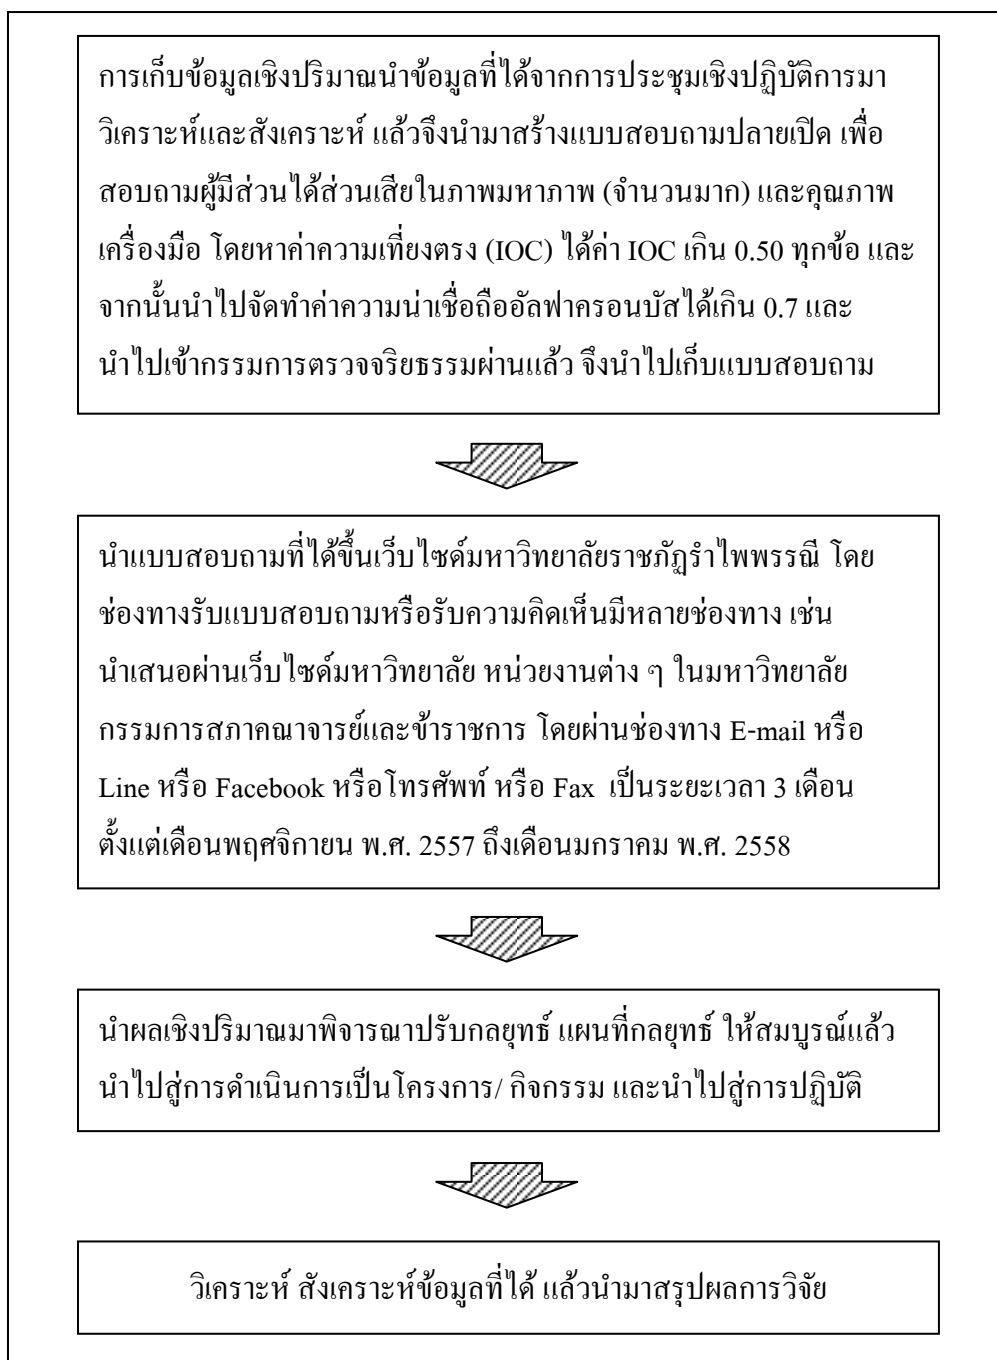 การเก็บข้อมูลเชิงปริมาณนำข้อมูลที่ได้จากการประชุมเชิงปฏิบัติการมา
วิเคราะห์และสังเคราะห์ แล้วจึงนำมาสร้างแบบสอบถามปลายเปิด เพื่อ
สอบถามผู้มีส่วนได้ส่วนเสียในภาพมหาภาพ (จำนวนมาก) และคุณภาพ
เครื่องมือ โดยหาค่าความเที่ยงตรง (IOC) ได้ค่า IOC เกิน 0.50 ทุกข้อ และ
จากนั้นนำไปจัดทำค่าความน่าเชื่อถืออัลฟาครอนบัสได้เกิน 0.7 และ
นำไปเข้ากรรมการตรวจจริยธรรมผ่านแล้ว จึงนำไปเก็บแบบสอบถาม
นำแบบสอบถามที่ได้ขึ้นเว็บไซด์มหาวิทยาลัยราชภัฏรำไพพรรณี โดย
ช่องทางรับแบบสอบถามหรือรับความคิดเห็นมีหลายช่องทาง เช่น
นำเสนอผ่านเว็บไซด์มหาวิทยาลัย หน่วยงานต่าง ๆ ในมหาวิทยาลัย
กรรมการสภาคณาจารย์และข้าราชการ โดยผ่านช่องทาง E-mail หรือ
Line หรือ Facebook หรือโทรศัพท์ หรือ Fax เป็นระยะเวลา 3 เดือน
ตั้งแต่เดือนพฤศจิกายน พ.ศ. 2557 ถึงเดือนมกราคม พ.ศ. 2558
นำผลเชิงปริมาณมาพิจารณาปรับกลยุทธ์ แผนที่กลยุทธ์ ให้สมบูรณ์แล้ว
นำไปสู่การดำเนินการเป็นโครงการ/ กิจกรรม และนำไปสู่การปฏิบัติ
วิเคราะห์ สังเคราะห์ข้อมูลที่ได้ แล้วนำมาสรุปผลการวิจัย